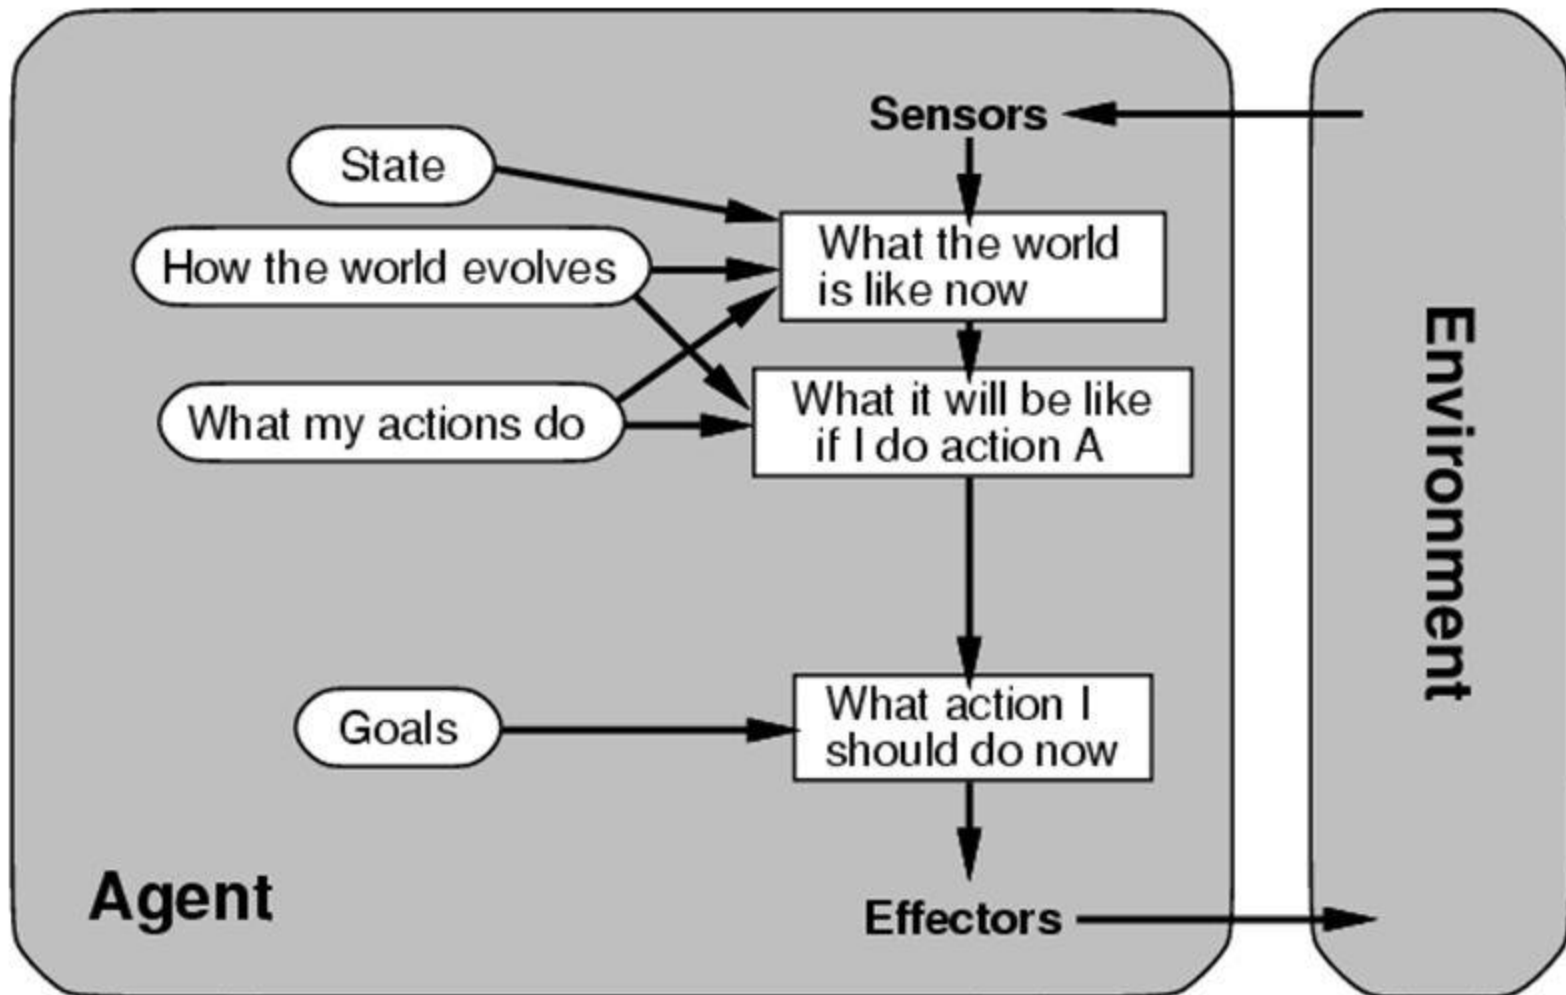 Sensors
State
What the world
is like now
How the world evolves
What it will be like
if I do action A
What my actions do
What action I
should do now
Goals
Agent
Effectors
Environment